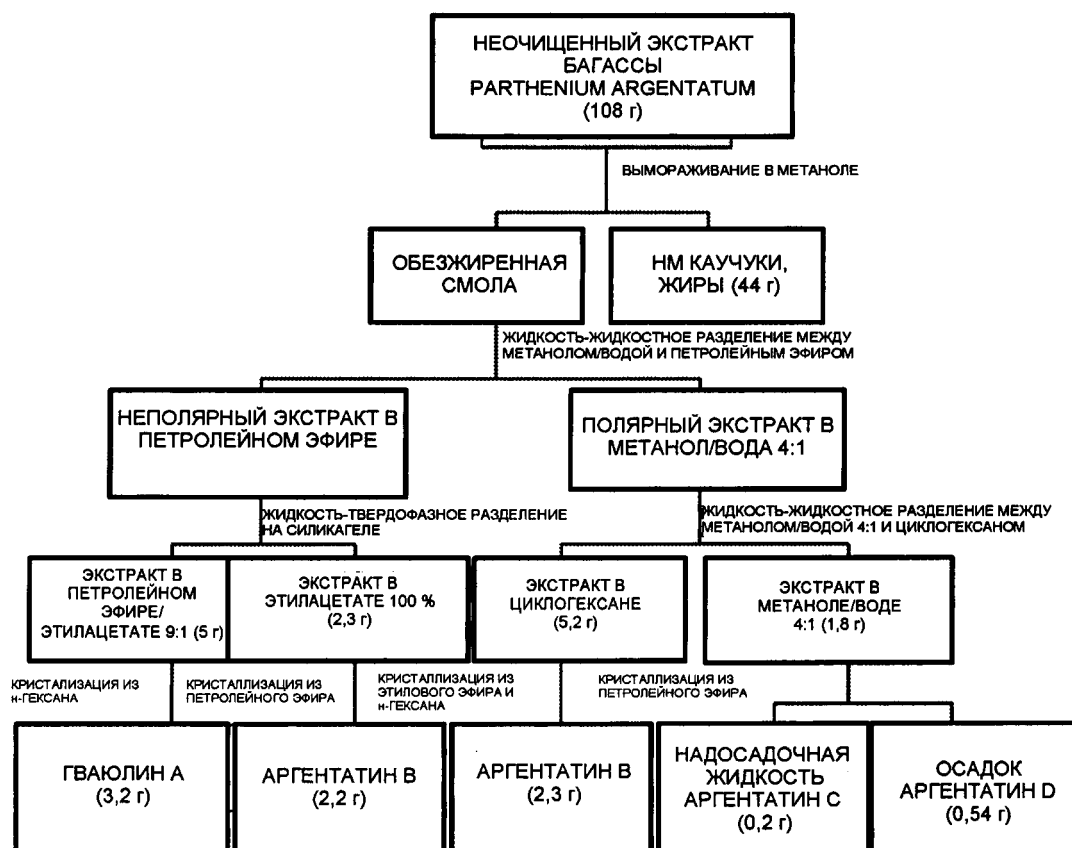 НЕОЧИЩЕННЫЙ ЭКСТРАКТ
БАГАССЫ
PARTHENIUM ARGENTATUM
(108 г)
ВЫМОРАЖИВАНИЕ В МЕТАНОЛЕ
ОБЕЗЖИРЕННАЯ
СМОЛА
НМ КАУЧУКИ,
ЖИРЫ (44 г)
ЖИДКОСТЬ-ЖИДКОСТНОЕ РАЗДЕЛЕНИЕ МЕЖДУ
МЕТАНОЛОМ/ВОДОЙ И ПЕТРОЛЕЙНЫМ ЭФИРОМ
НЕПОЛЯРНЫЙ ЭКСТРАКТ В
ПЕТРОЛЕЙНОМ ЭФИРЕ
ПОЛЯРНЫЙ ЭКСТРАКТ В
МЕТАНОЛ/ВОДА 4:1
ЖИДКОСТЬ-ТВЕРДОФАЗНОЕ РАЗДЕЛЕНИЕ
НА СИЛИКАГЕЛЕ
ЖИДКОСТЬ-ЖИДКОСТНОЕ РАЗДЕЛЕНИЕ МЕЖДУ
МЕТАНОЛОМ/ВОДОЙ 4:1 И ЦИКЛОГЕКСАНОМ
ЭКСТРАКТ В
ПЕТРОЛЕЙНОМ
ЭФИРЕ/
ЭТИЛАЦЕТАТЕ 9:1 (5 г)
ЭКСТРАКТ В
ЭТИЛАЦЕТАТЕ 100 %
(2,3 г)
ЭКСТРАКТ В
ЦИКЛОГЕКСАНЕ
(5,2 г)
ЭКСТРАКТ В
МЕТАНОЛЕ/ВОДЕ
4:1 (1,8 г)
КРИСТАЛИЗАЦИЯ ИЗ
н-ГЕКСАНА
КРИСТАЛЛИЗАЦИЯ ИЗ
ПЕТРОЛЕЙНОГО ЭФИРА
КРИСТАЛЛИЗАЦИЯ ИЗ
ЭТИЛОВОГО ЭФИРА И
н-ГЕКСАНА
КРИСТАЛЛИЗАЦИЯ ИЗ
ПЕТРОЛЕЙНОГО ЭФИРА
ГВАЮЛИН А
(3,2 г)
АРГЕНТАТИН В
(2,2 г)
АРГЕНТАТИН В
(2,3 г)
НАДОСАДОЧНАЯ
ЖИДКОСТЬ
АРГЕНТАТИН С
(0,2 г)
ОСАДОК
АРГЕНТАТИН D
(0,54 г)